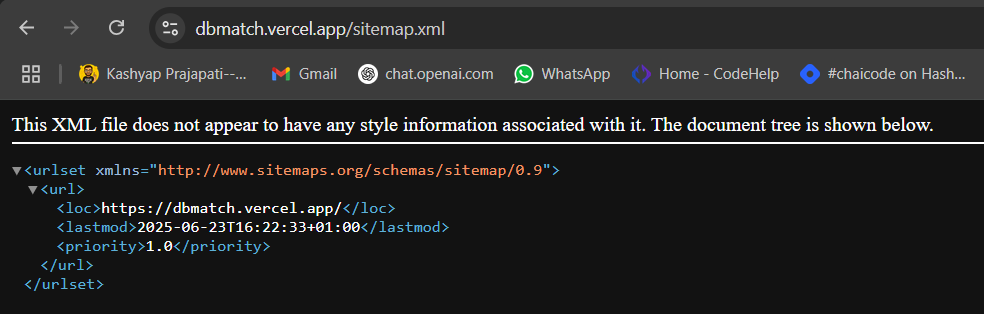 dbmatch.vercel.app/sitemap.xml
Kashyap Prajapati--... Gmail chat.openai.com WhatsApp Home - CodeHelp #chaicode on Hash...
This XML file does not appear to have any style information associated with it. The document tree is shown below.
▼<urlset xmlns="http://www.sitemaps.org/schemas/sitemap/0.9">
▼<url>
<loc>https://dbmatch.vercel.app/</loc>
<lastmod>2025-06-23T16:22:33+01:00</lastmod>
<priority>1.0</priority>
</url>
</urlset>